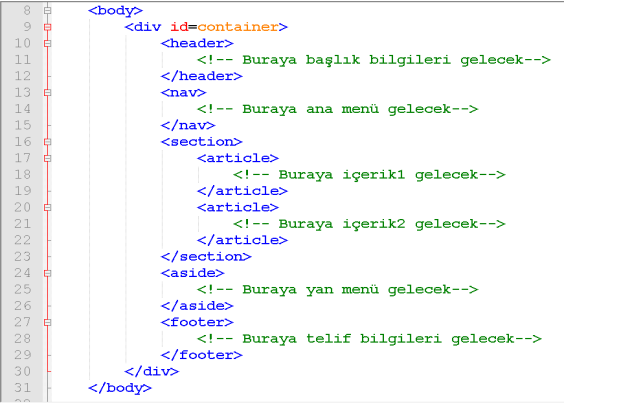 8 <body>
9 <div id=container>
10 <header>
11 <!-- Buraya başlık bilgileri gelecek-->
12 </header>
13 <nav>
14 <!-- Buraya ana menü gelecek-->
15 </nav>
16 <section>
17 <article>
18 <!-- Buraya içerik1 gelecek-->
19 </article>
20 <article>
21 <!-- Buraya içerik2 gelecek-->
22 </article>
23 </section>
24 <aside>
25 <!-- Buraya yan menü gelecek-->
26 </aside>
27 <footer>
28 <!-- Buraya telif bilgileri gelecek-->
29 </footer>
30 </div>
31 </body>